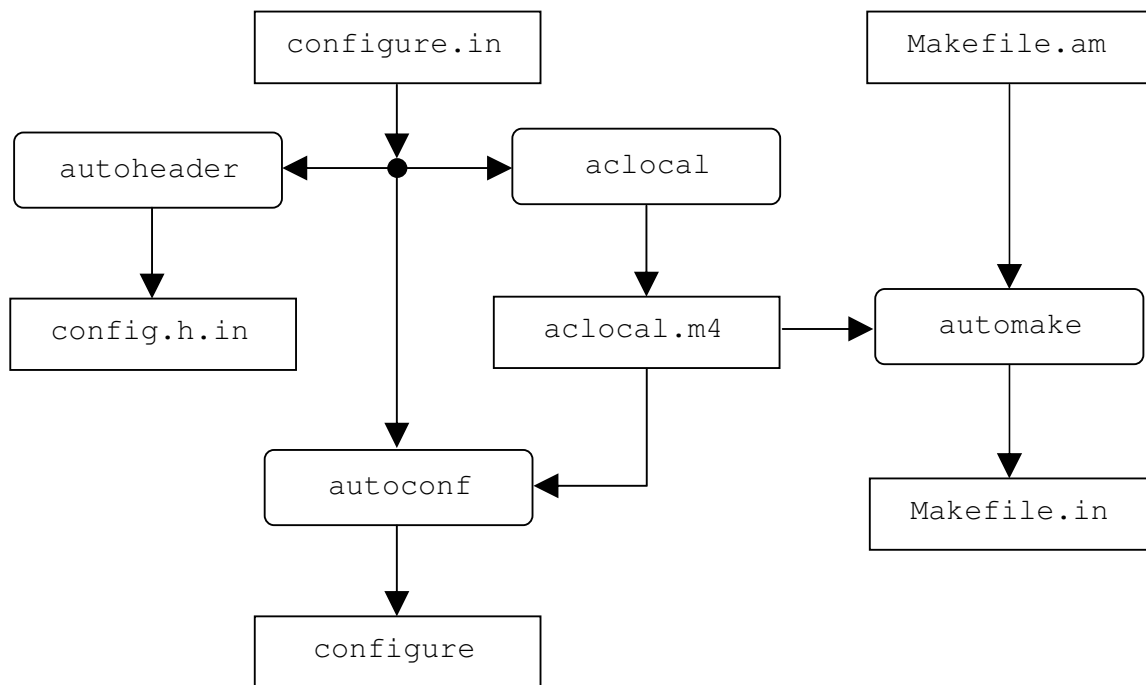 configure.in
Makefile.am
autoheader
aclocal
config.h.in
aclocal.m4
automake
autoconf
Makefile.in
configure